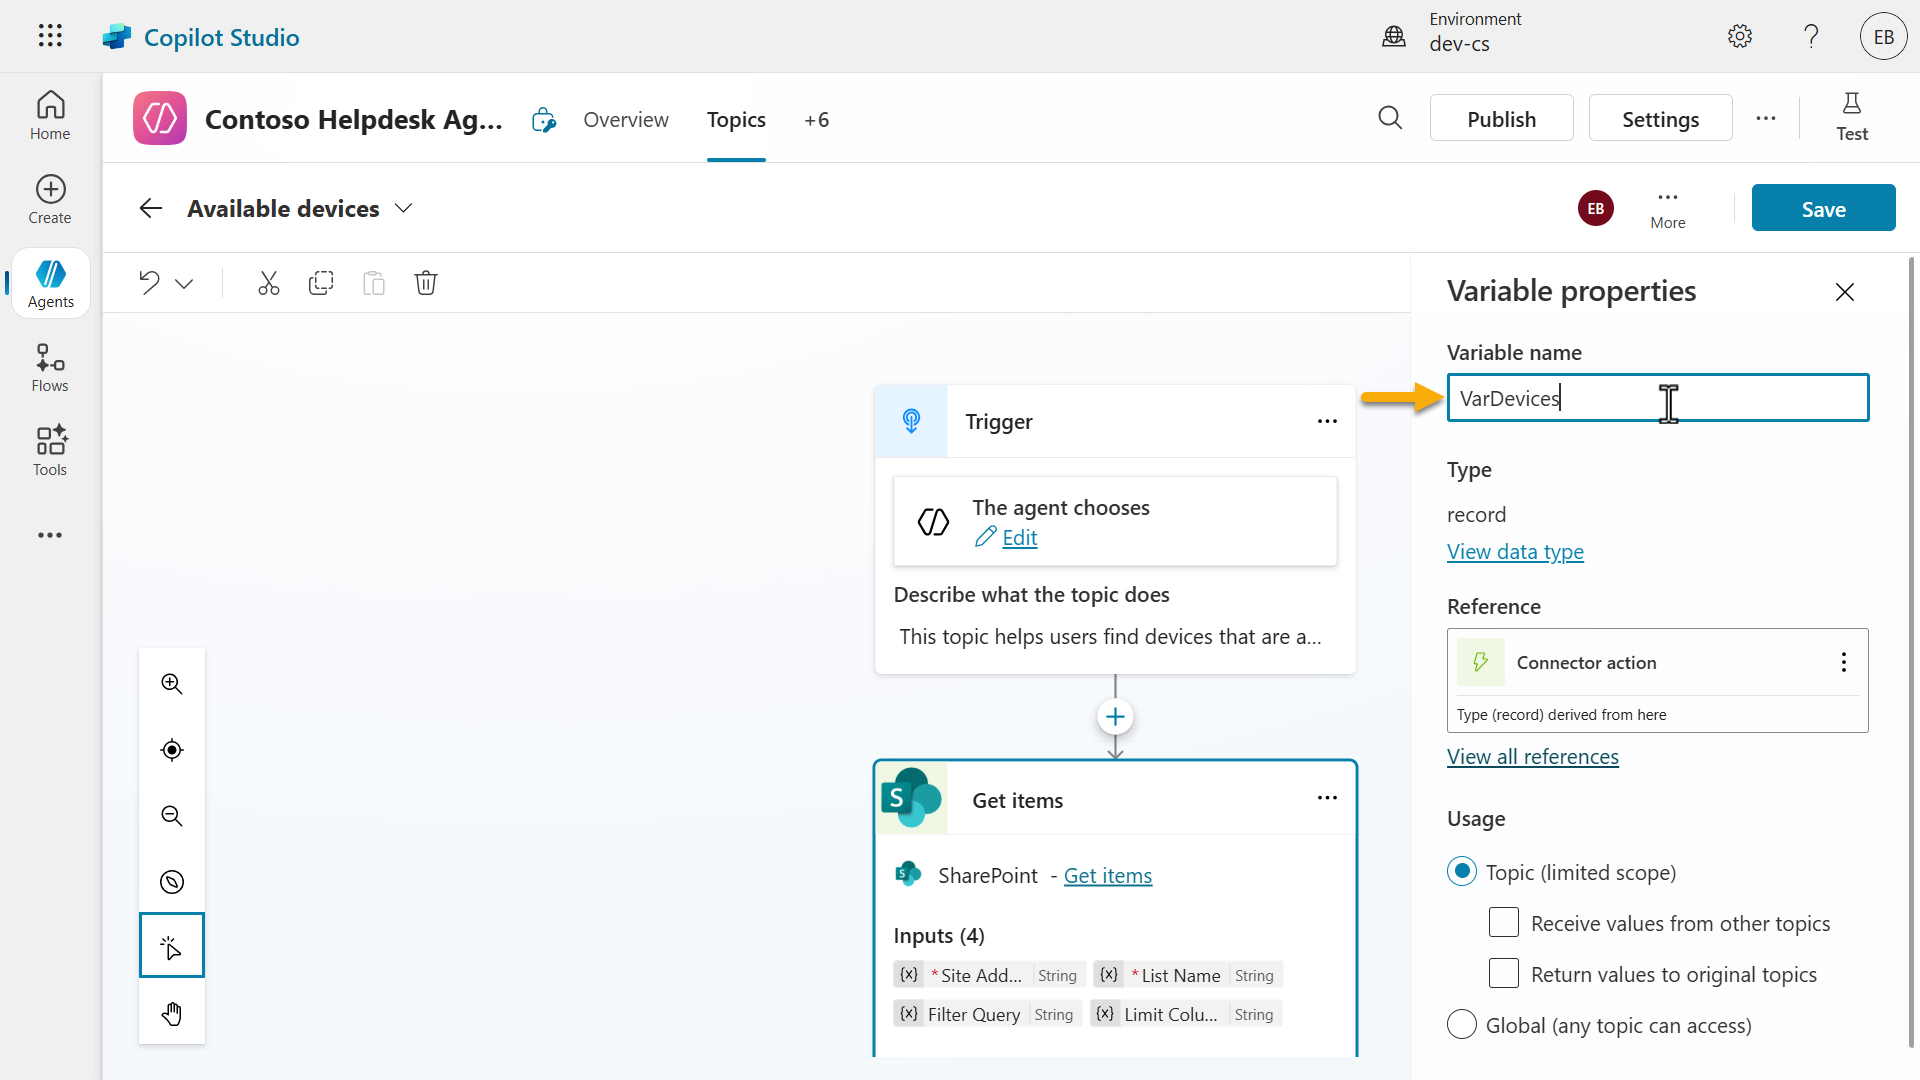 Copilot Studio
Environment
dev-cs
EB
Contoso Helpdesk Ag...
Overview
Topics
+6
Publish
Settings
Test
Home
Create
Agents
Flows
Tools
Available devices
EB
More
Save
Trigger
The agent chooses
Edit
Describe what the topic does
This topic helps users find devices that are a...
S
Get items
S
SharePoint - Get items
Inputs (4)
{x} *Site Add... String {x} *List Name String
{x} Filter Query String {x} Limit Colu... String
Variable properties
Variable name
VarDevices
Type
record
View data type
Reference
Connector action
Type (record) derived from here
View all references
Usage
Topic (limited scope)
Receive values from other topics
Return values to original topics
Global (any topic can access)